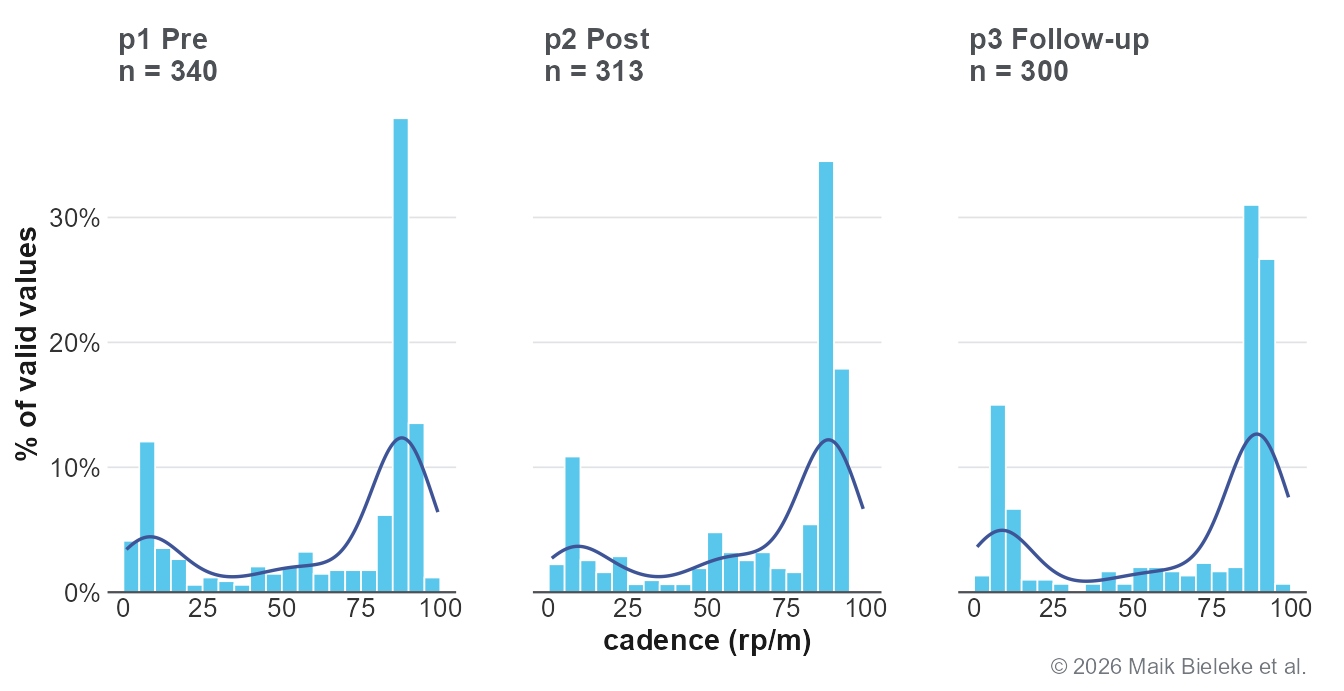 p1 Pre
n = 340
p2 Post
n = 313
p3 Follow-up
n = 300
% of valid values
30%
20%
10%
0%
0 25 50 75 100
0 25 50 75 100
0 25 50 75 100
cadence (rp/m)
© 2026 Maik Bieleke et al.